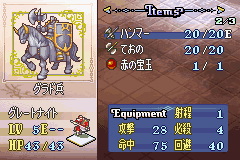 Items
2/3
ハンマー 20/20E
ておの 20/20
赤の宝玉 1/ 1
グラド兵
グレートナイト
LV 5 E--
HP 43/43
Equipment 射程 1
攻撃 28 必殺 4
命中 75 回避 40